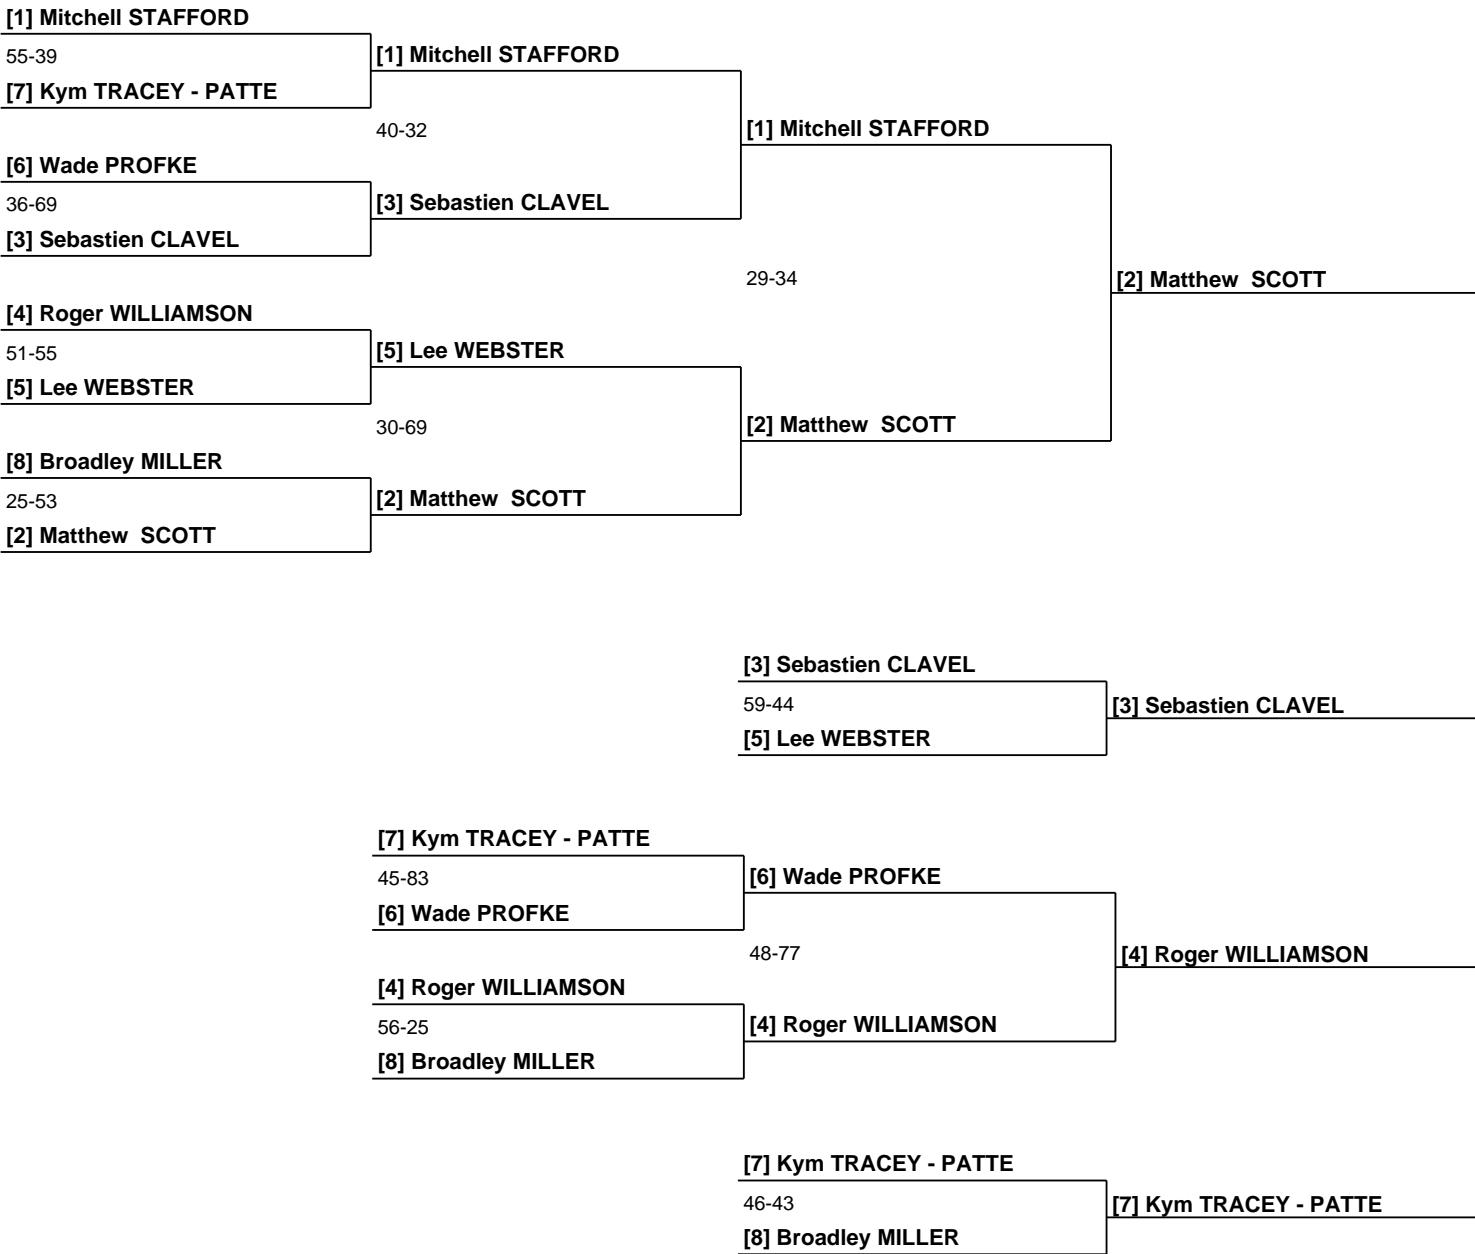 [1] Mitchell STAFFORD
55-39
[1] Mitchell STAFFORD
[7] Kym TRACEY - PATTE
40-32
[1] Mitchell STAFFORD
[6] Wade PROFKE
36-69
[3] Sebastien CLAVEL
[3] Sebastien CLAVEL
29-34
[2] Matthew  SCOTT
[4] Roger WILLIAMSON
51-55
[5] Lee WEBSTER
[5] Lee WEBSTER
30-69
[2] Matthew  SCOTT
[8] Broadley MILLER
25-53
[2] Matthew  SCOTT
[2] Matthew  SCOTT
[3] Sebastien CLAVEL
59-44
[3] Sebastien CLAVEL
[5] Lee WEBSTER
[7] Kym TRACEY - PATTE
45-83
[6] Wade PROFKE
[6] Wade PROFKE
48-77
[4] Roger WILLIAMSON
[4] Roger WILLIAMSON
56-25
[4] Roger WILLIAMSON
[8] Broadley MILLER
[7] Kym TRACEY - PATTE
46-43
[7] Kym TRACEY - PATTE
[8] Broadley MILLER